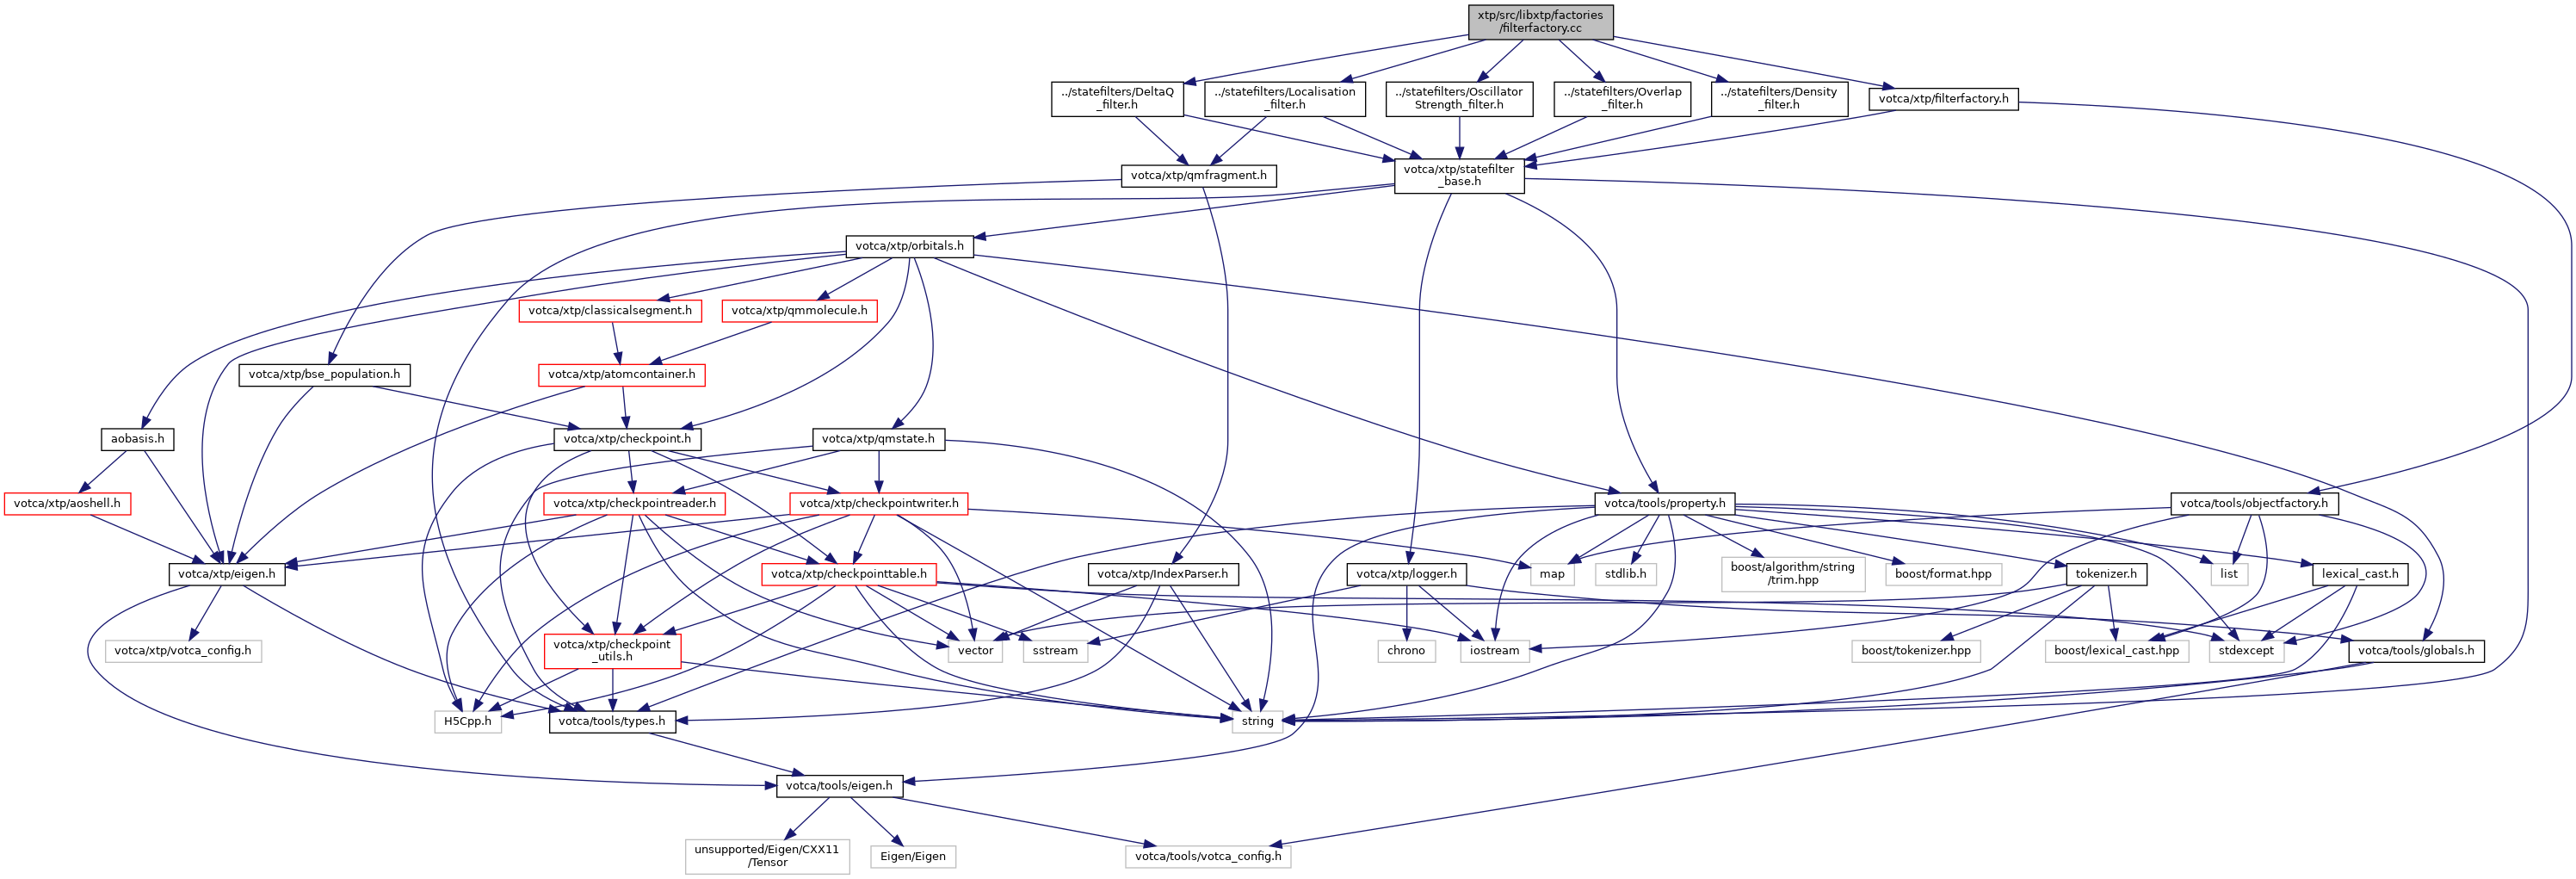 xtp/src/libxtp/factories
/filterfactory.cc
../statefilters/DeltaQ
_filter.h
../statefilters/Localisation
_filter.h
../statefilters/Oscillator
Strength_filter.h
../statefilters/Overlap
_filter.h
../statefilters/Density
_filter.h
votca/xtp/filterfactory.h
votca/xtp/qmfragment.h
votca/xtp/statefilter
_base.h
votca/xtp/orbitals.h
votca/xtp/classicalsegment.h
votca/xtp/qmmolecule.h
votca/xtp/bse_population.h
votca/xtp/atomcontainer.h
aobasis.h
votca/xtp/checkpoint.h
votca/xtp/qmstate.h
votca/xtp/aoshell.h
votca/xtp/checkpointreader.h
votca/xtp/checkpointwriter.h
votca/tools/property.h
votca/tools/objectfactory.h
votca/xtp/eigen.h
votca/xtp/checkpointtable.h
votca/xtp/IndexParser.h
votca/xtp/logger.h
map
stdlib.h
boost/algorithm/string
/trim.hpp
boost/format.hpp
tokenizer.h
list
lexical_cast.h
votca/xtp/votca_config.h
votca/xtp/checkpoint
_utils.h
vector
sstream
chrono
iostream
boost/tokenizer.hpp
boost/lexical_cast.hpp
stdexcept
votca/tools/globals.h
H5Cpp.h
votca/tools/types.h
string
votca/tools/eigen.h
unsupported/Eigen/CXX11
/Tensor
Eigen/Eigen
votca/tools/votca_config.h